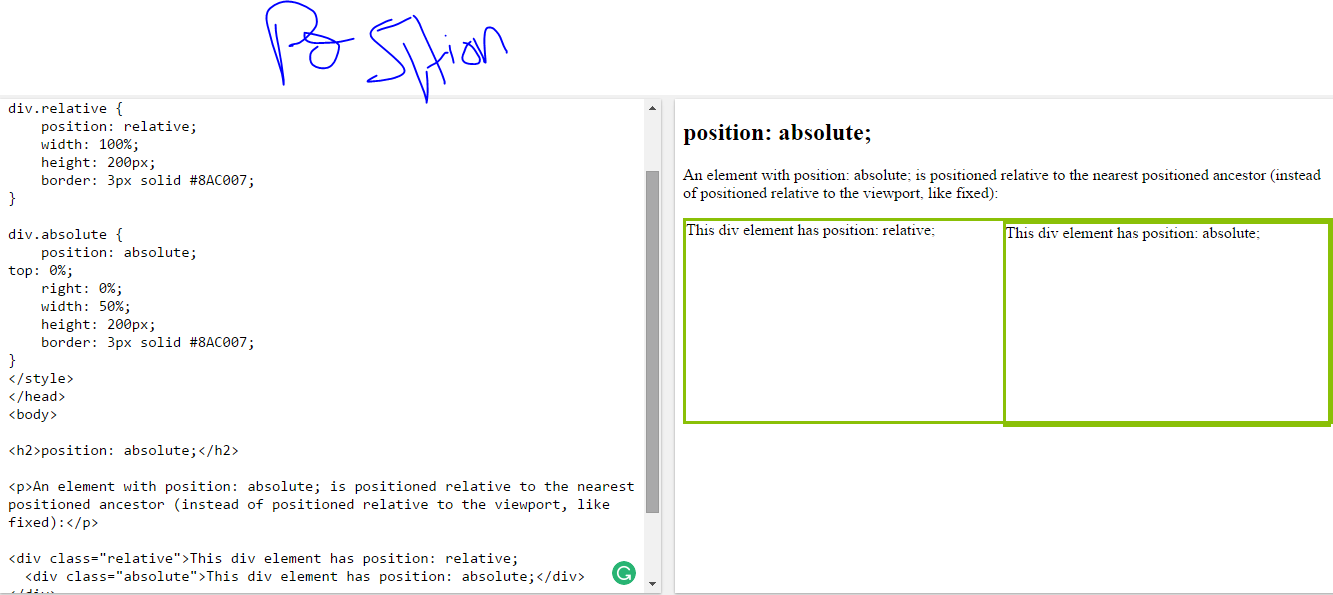 Position
div.relative {
position: relative;
width: 100%;
height: 200px;
border: 3px solid #8AC007;
}
div.absolute {
position: absolute;
top: 0%;
right: 0%;
width: 50%;
height: 200px;
border: 3px solid #8AC007;
}
</style>
</head>
<body>
<h2>position: absolute;</h2>
<p>An element with position: absolute; is positioned relative to the nearest
positioned ancestor (instead of positioned relative to the viewport, like
fixed):</p>
<div class="relative">This div element has position: relative;
<div class="absolute">This div element has position: absolute;</div>
</div>
position: absolute;
An element with position: absolute; is positioned relative to the nearest positioned ancestor (instead
of positioned relative to the viewport, like fixed):
This div element has position: relative;
This div element has position: absolute;